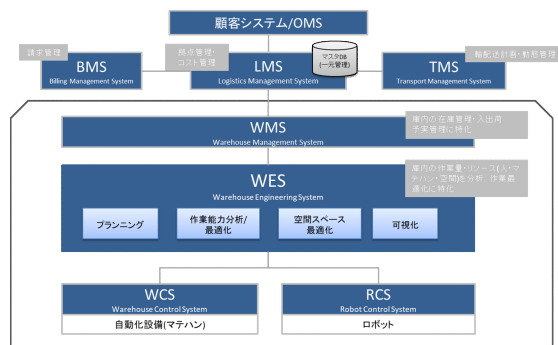 顧客システム/OMS
請求管理
BMS
Billing Management System
拠点管理・
コスト管理
LMS
Logistics Management System
マスタDB
(一元管理)
輸配送計画・動態管理
TMS
Transport Management System
WMS
Warehouse Management System
庫内の在庫管理・入出荷
予実管理に特化
WES
Warehouse Engineering System
庫内の作業量・リソース(人・マ
テハン・空間)を分析、作業最
適化に特化
プランニング
作業能力分析/
最適化
空間スペース
最適化
可視化
WCS
Warehouse Control System
自動化設備(マテハン)
RCS
Robot Control System
ロボット